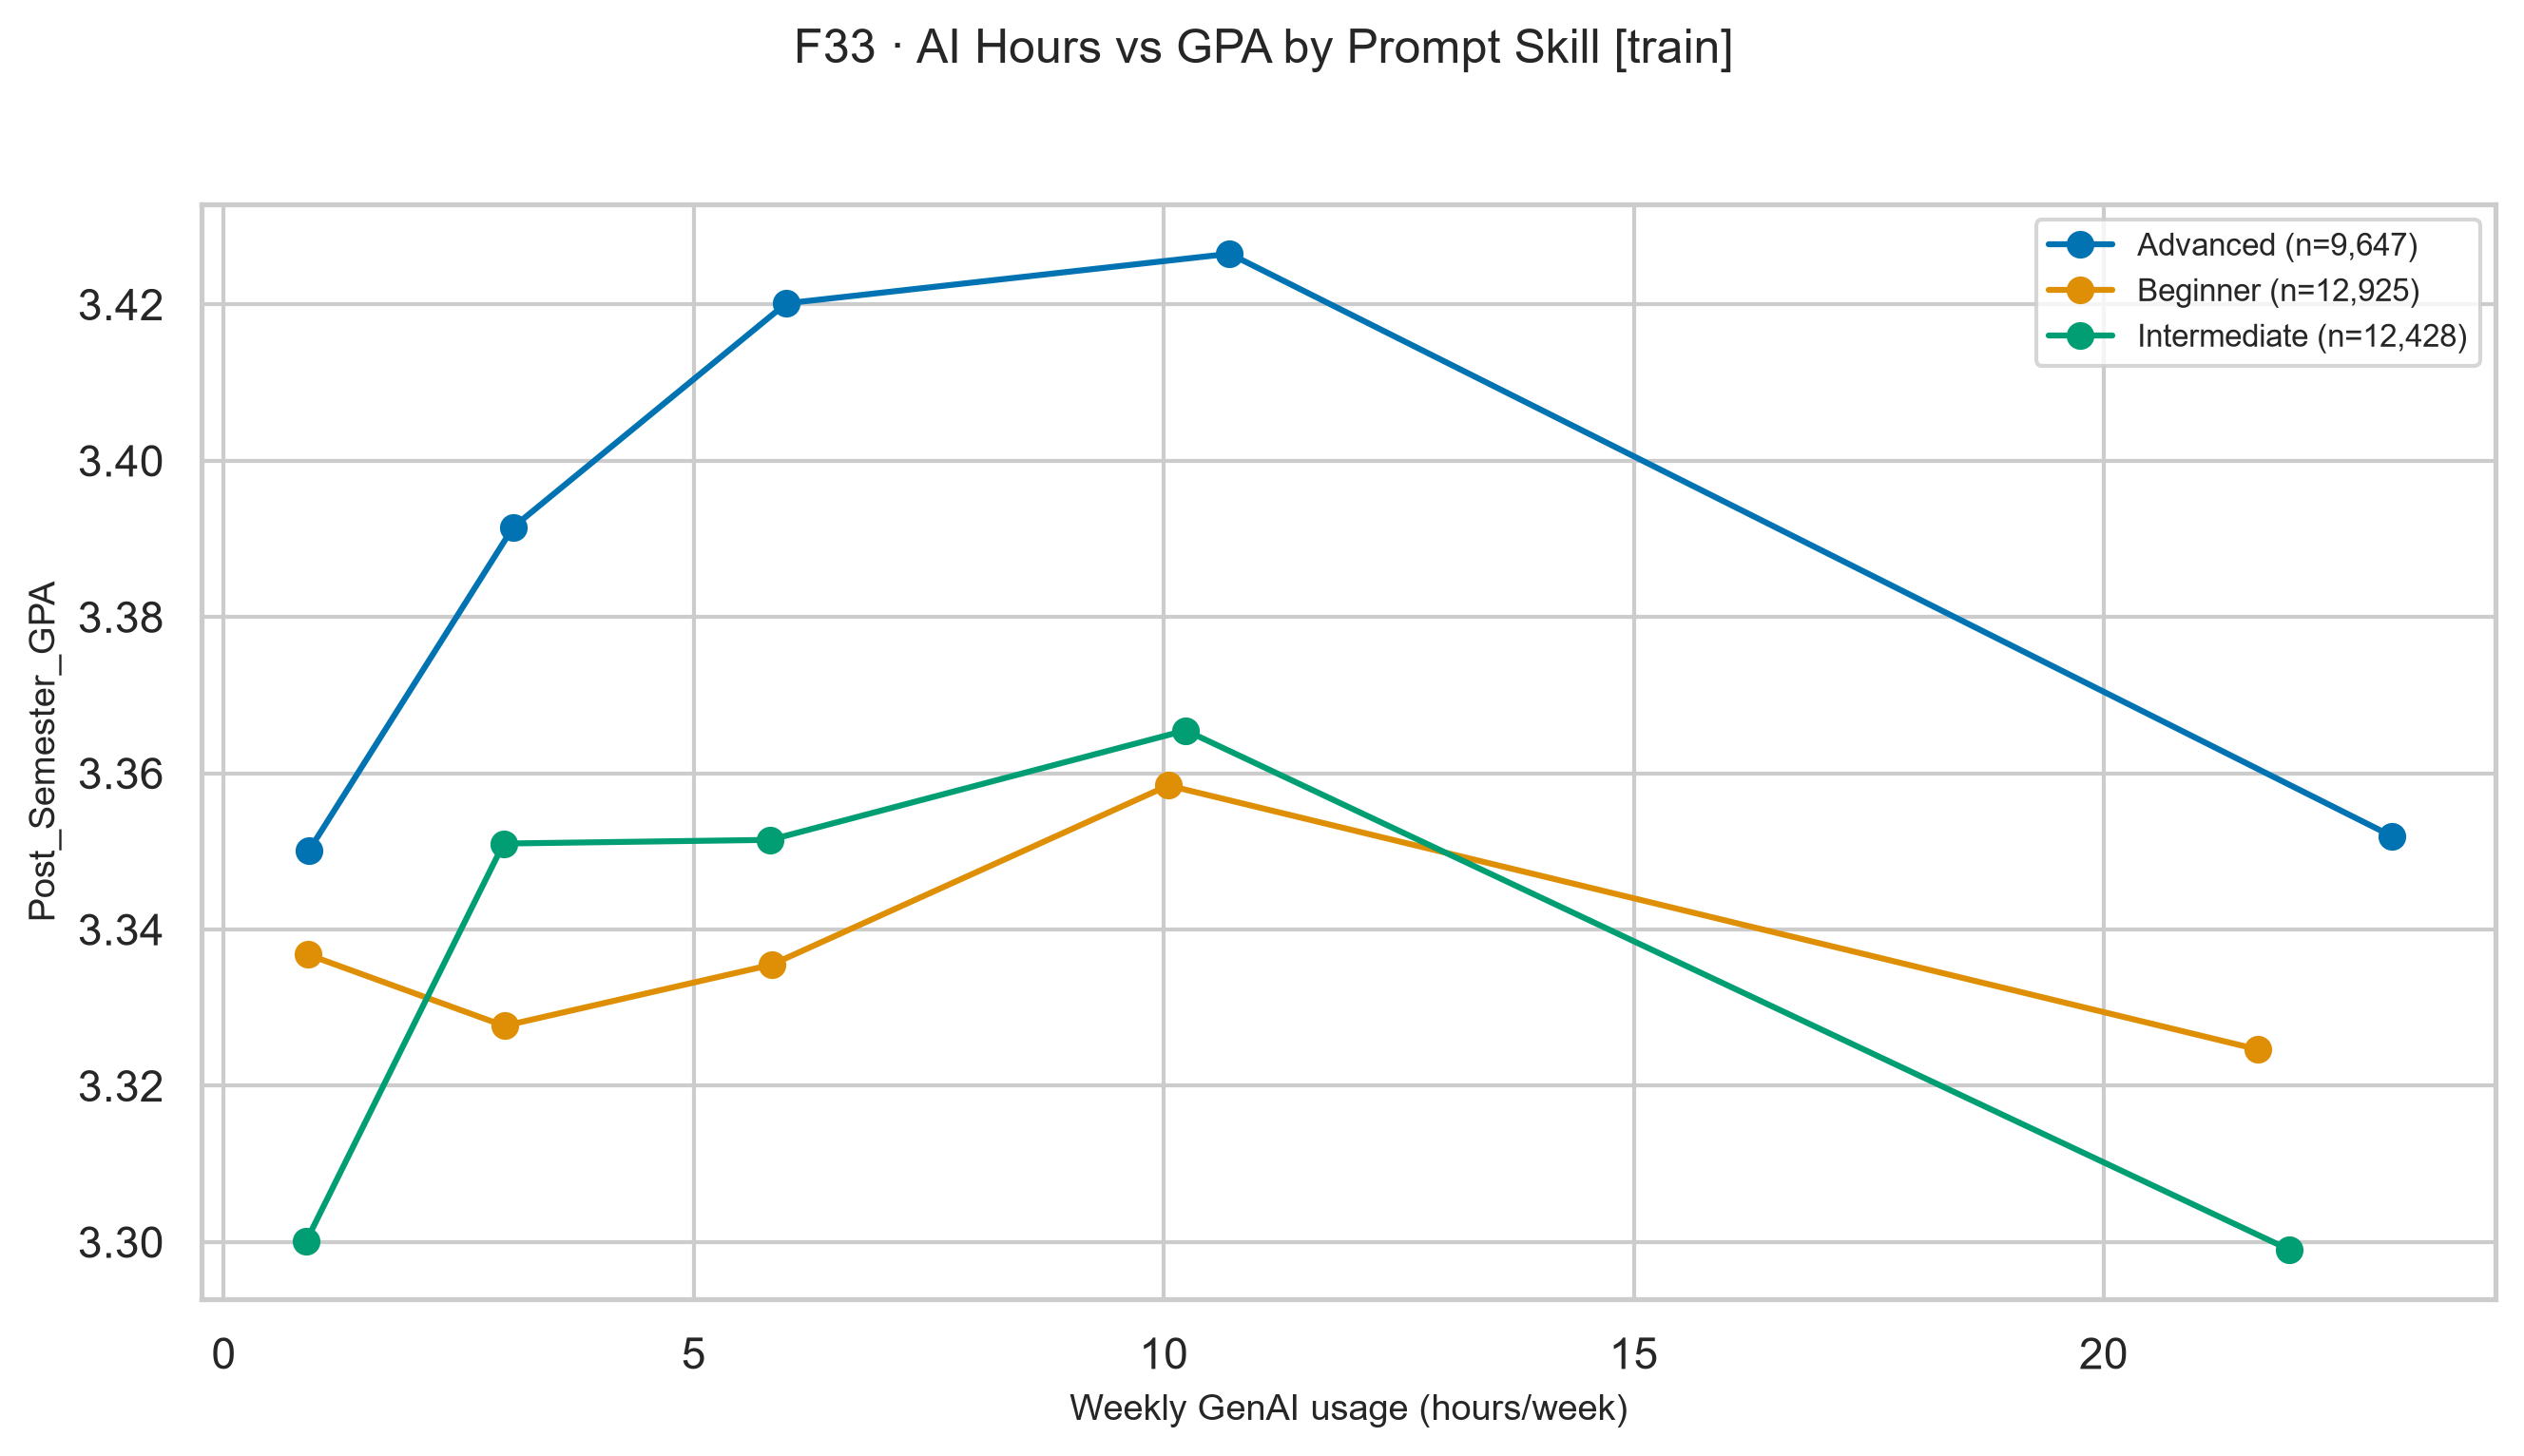 F33 · AI Hours vs GPA by Prompt Skill [train]
Advanced (n=9,647)
Beginner (n=12,925)
Intermediate (n=12,428)
Post_Semester_GPA
3.42
3.40
3.38
3.36
3.34
3.32
3.30
0 5 10 15 20
Weekly GenAI usage (hours/week)